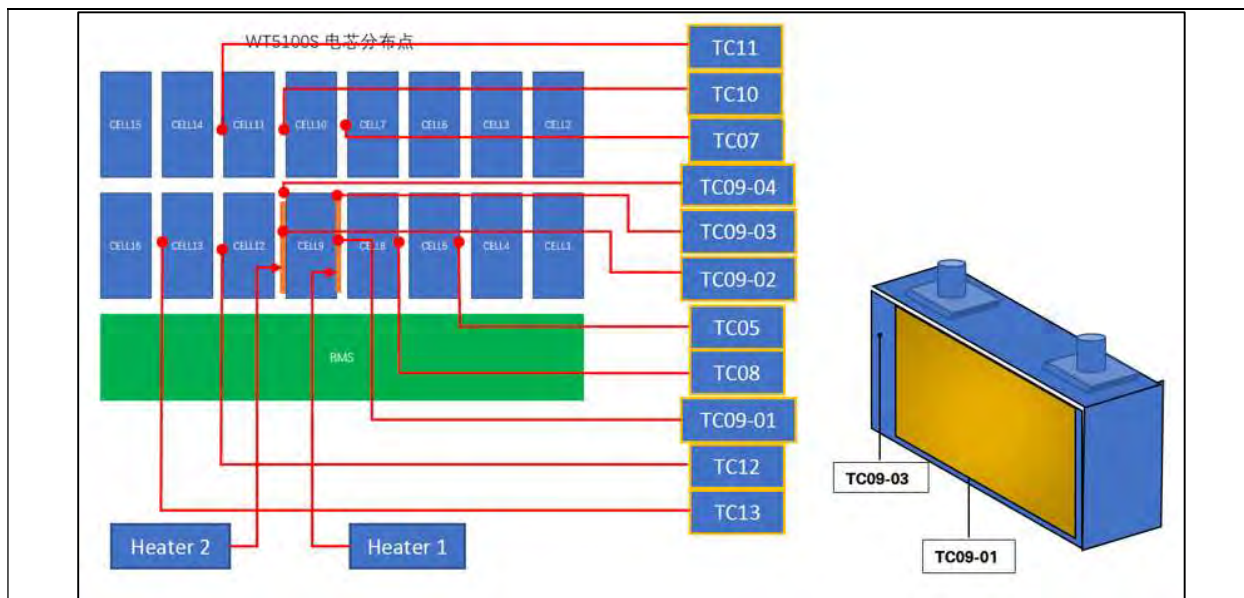 WT5100S 电芯分布点
TC11
TC10
TC07
TC09-04
TC09-03
TC09-02
TC05
TC08
TC09-01
TC12
TC13
CELL15 CELL14 CELL11 CELL10 CELL7 CELL6 CELL3 CELL2
CELL16 CELL13 CELL12 CELL9 CELL8 CELL5 CELL4 CELL1
BMS
Heater 2 Heater 1
TC09-03
TC09-01